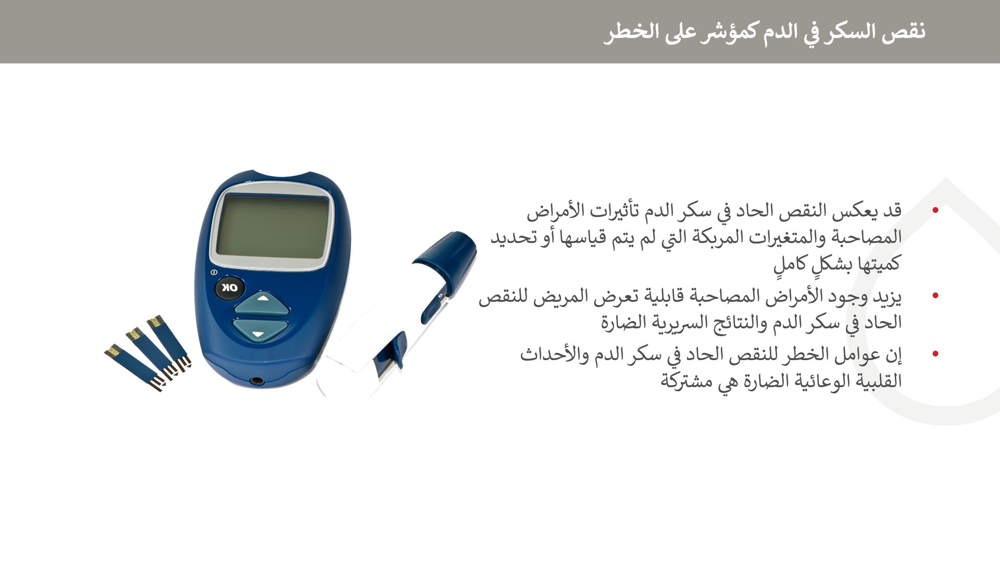 نقص السكر في الدم كمؤشر على الخطر
• قد يعكس النقص الحاد في سكر الدم تأثيرات الأمراض
المصاحبة والمتغيرات المربكة التي لم يتم قياسها أو تحديد
كميتها بشكلٍ كاملٍ
• يزيد وجود الأمراض المصاحبة قابلية تعرض المريض للنقص
الحاد في سكر الدم والنتائج السريرية الضارة
• إن عوامل الخطر للنقص الحاد في سكر الدم والأحداث
القلبية الوعائية الضارة هي مشتركة
OK